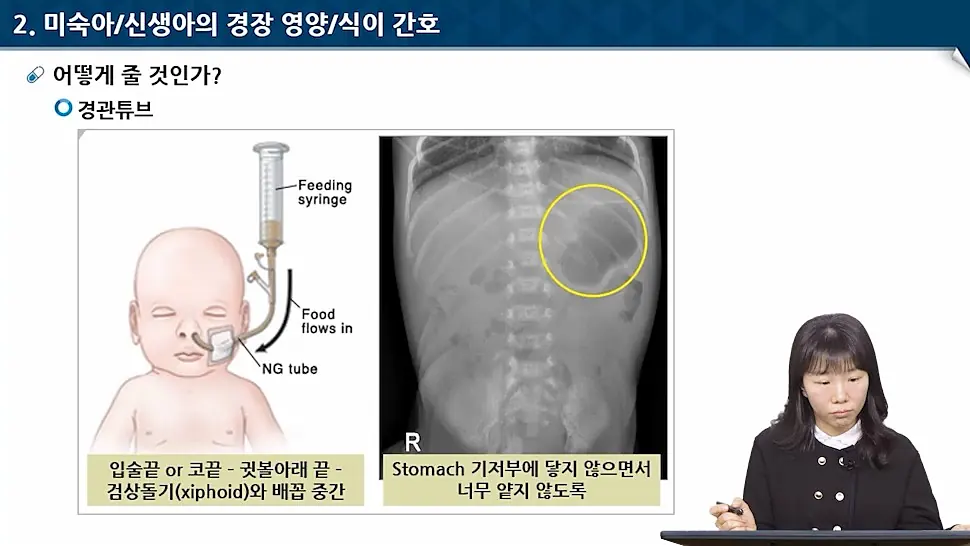 2. 미숙아/신생아의 경장 영양/식이 간호
어떻게 줄 것인가?
경관튜브
Feeding
syringe
Food
flows in
NG tube
R
입술끝 or 코끝 - 귓볼아래 끝 -
검상돌기(xiphoid)와 배꼽 중간
Stomach 기저부에 닿지 않으면서
너무 얕지 않도록